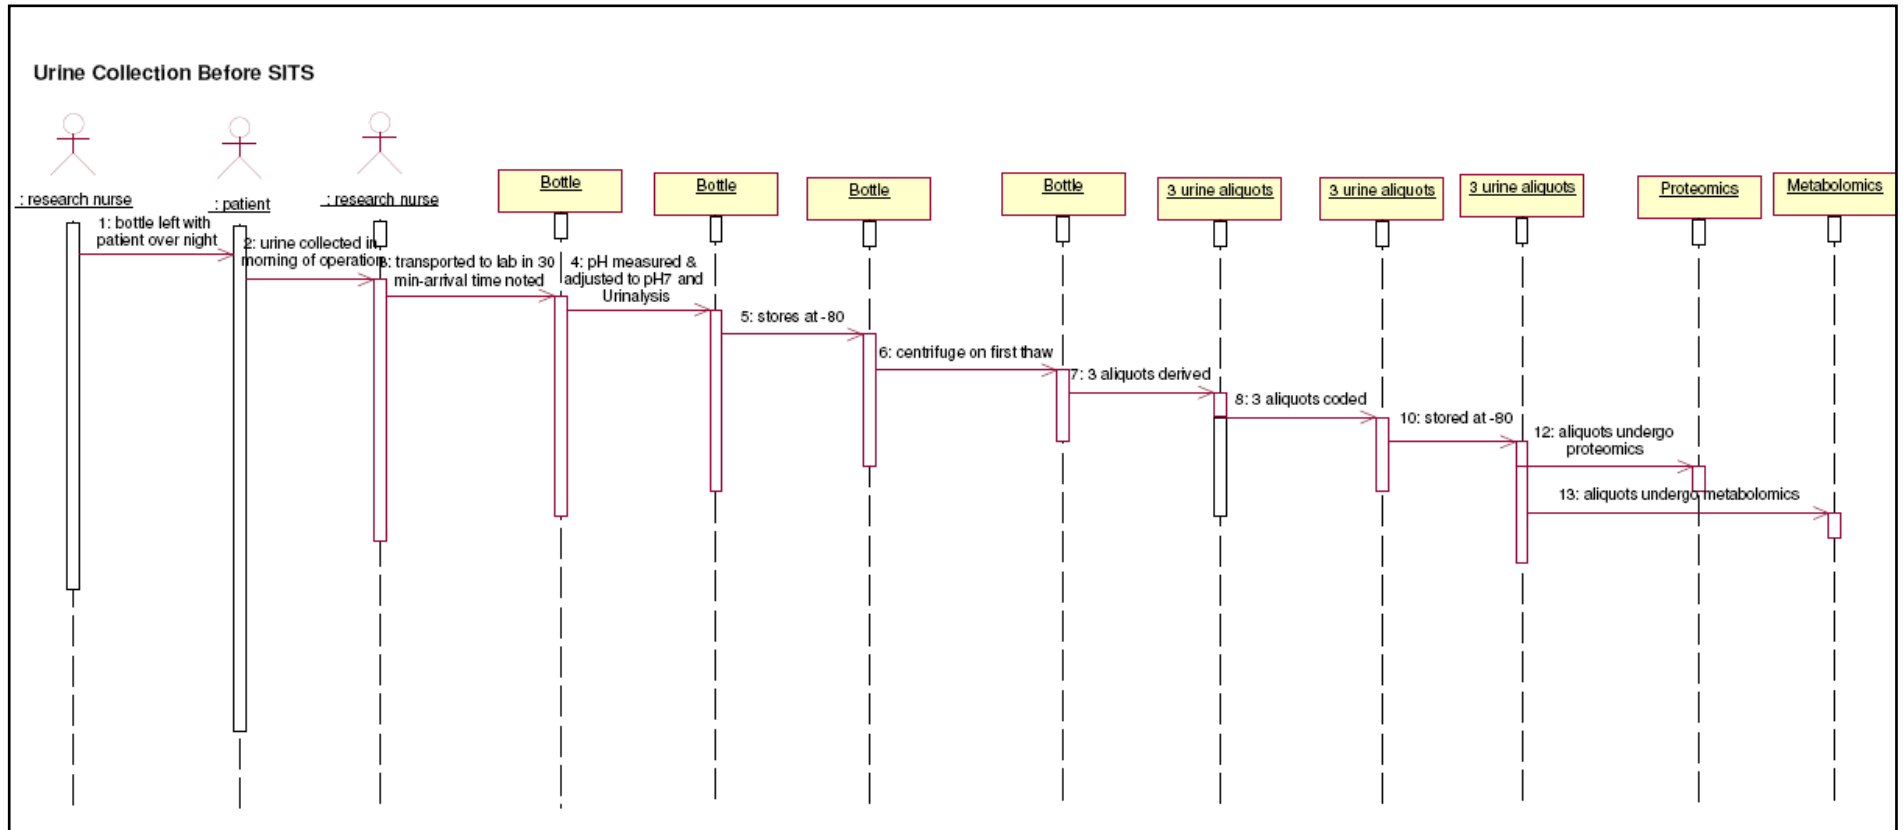 Urine Collection Before SITS
: research nurse
: patient
: research nurse
Bottle
Bottle
Bottle
Bottle
3 urine aliquots
3 urine aliquots
3 urine aliquots
Proteomics
Metabolomics
1: bottle left with
patient over night
2: urine collected in
morning of operation
3: transported to lab in 30
min-arrival time noted
4: pH measured &
adjusted to pH7 and
Urinalysis
5: stores at -80
6: centrifuge on first thaw
7: 3 aliquots derived
8: 3 aliquots coded
10: stored at -80
12: aliquots undergo
proteomics
13: aliquots undergo metabolomics